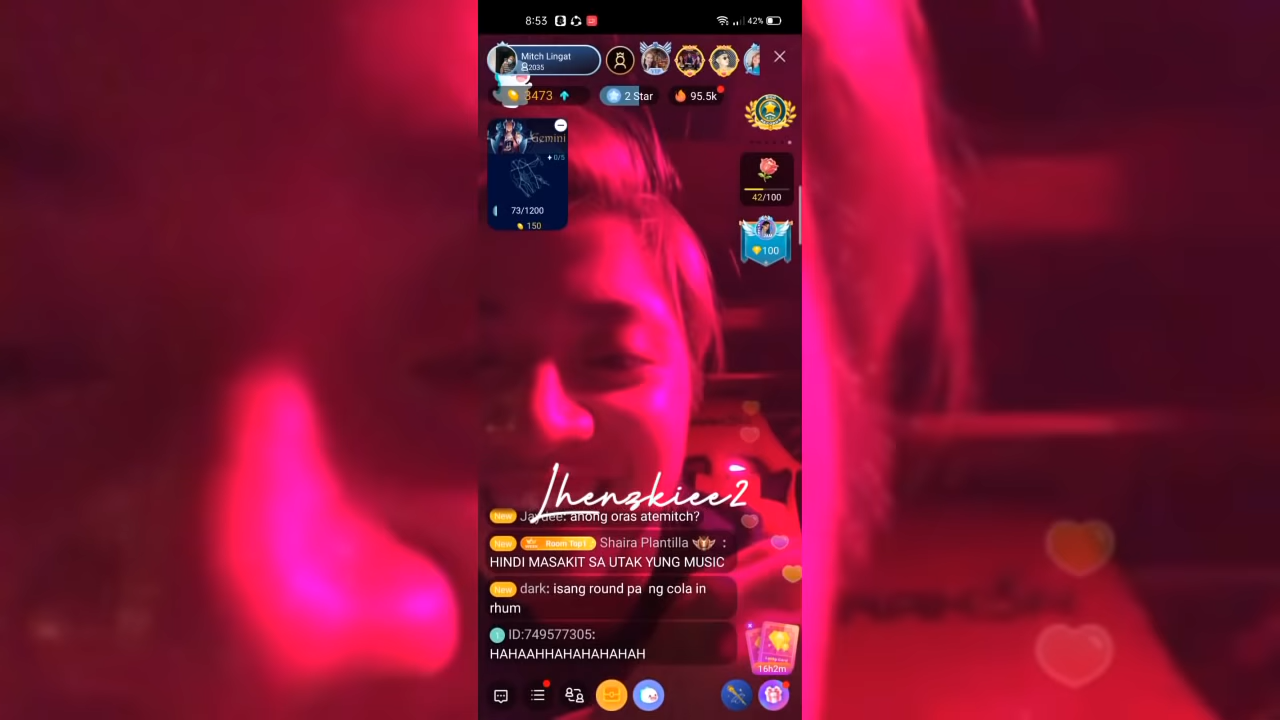 8:53
42%
Mitch Lingat
2035
3473
2 Star
95.5k
Gemini
0/5
73/1200
150
42/100
100
Lhenzkiee2
New Jaydee: anong oras atemitch?
New Room Top1 Shaira Plantilla :
HINDI MASAKIT SA UTAK YUNG MUSIC
New dark: isang round pa ng cola in
rhum
1 ID:749577305:
HAHAAHHAHAHAHAHAH
16h2m